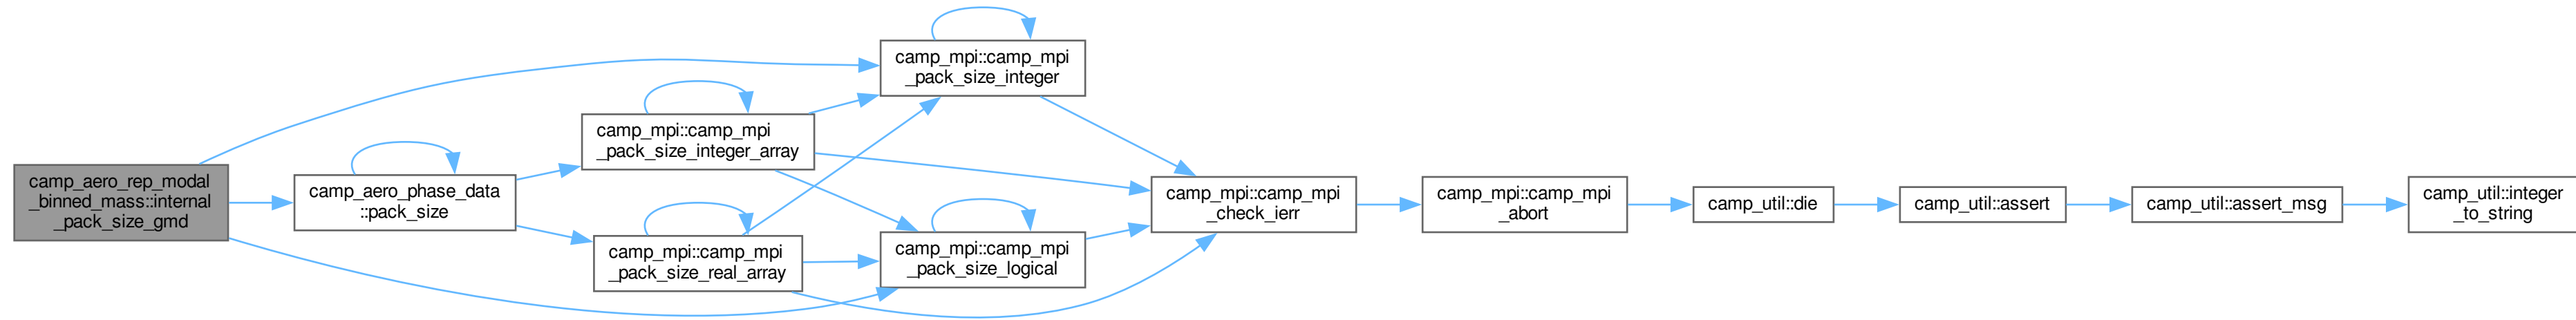 camp_aero_rep_modal
_binned_mass::internal
_pack_size_gmd
camp_aero_phase_data
::pack_size
camp_mpi::camp_mpi
_pack_size_integer_array
camp_mpi::camp_mpi
_pack_size_real_array
camp_mpi::camp_mpi
_pack_size_integer
camp_mpi::camp_mpi
_pack_size_logical
camp_mpi::camp_mpi
_check_ierr
camp_mpi::camp_mpi
_abort
camp_util::die
camp_util::assert
camp_util::assert_msg
camp_util::integer
_to_string